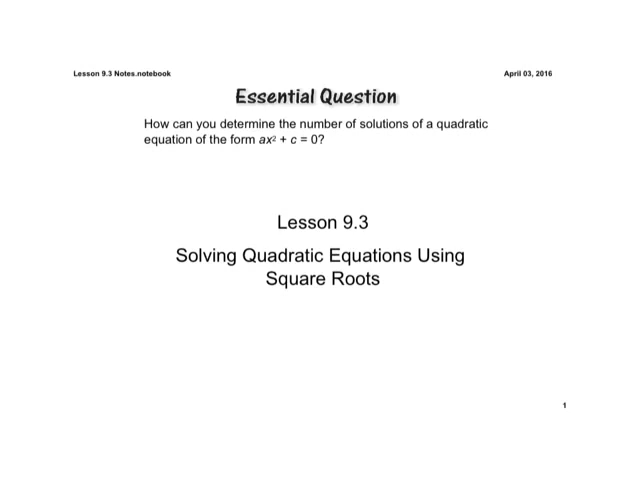 Lesson 9.3 Notes.notebook
April 03, 2016
Essential Question
How can you determine the number of solutions of a quadratic
equation of the form ax² + c = 0?
Lesson 9.3
Solving Quadratic Equations Using
Square Roots
1